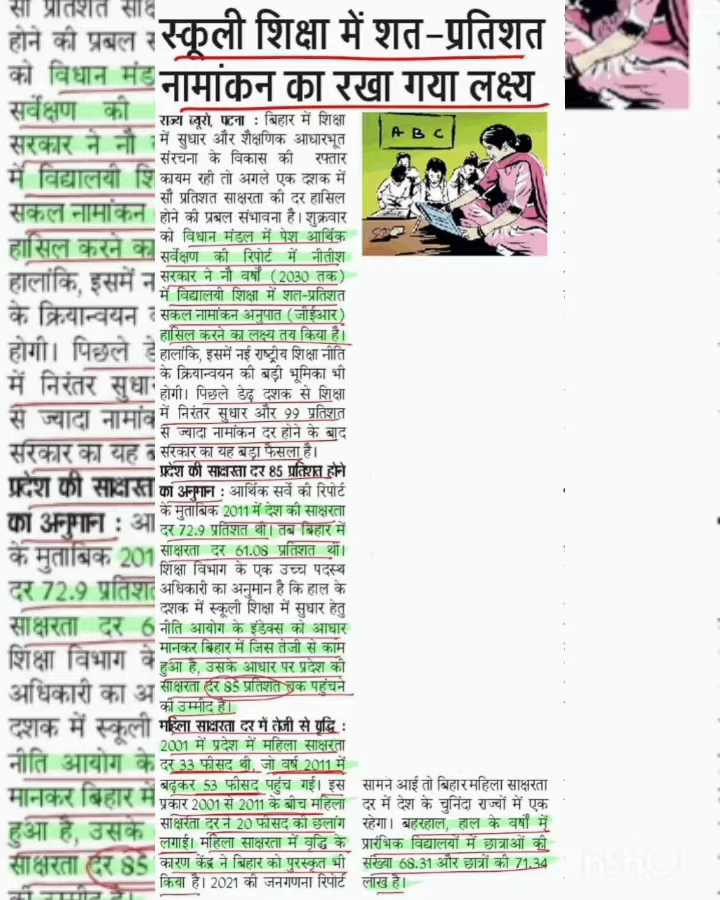 स्कूली शिक्षा में शत-प्रतिशत
नामांकन का रखा गया लक्ष्य
राज्य ब्यूरो, पटना : बिहार में शिक्षा
में सुधार और शैक्षणिक आधारभूत
संरचना के विकास की रफ्तार
कायम रही तो अगले एक दशक में
सौ प्रतिशत साक्षरता की दर हासिल
होने की प्रबल संभावना है। शुक्रवार
को विधान मंडल में पेश आर्थिक
सर्वेक्षण की रिपोर्ट में नीतीश
सरकार ने नौ वर्षों (2030 तक)
में विद्यालयी शिक्षा में शत-प्रतिशत
सकल नामांकन अनुपात (जीईआर)
हासिल करने का लक्ष्य तय किया है।
हालांकि, इसमें नई राष्ट्रीय शिक्षा नीति
के क्रियान्वयन की बड़ी भूमिका भी
होगी। पिछले डेढ़ दशक से शिक्षा
में निरंतर सुधार और 99 प्रतिशत
से ज्यादा नामांकन दर होने के बाद
सरकार का यह बड़ा फैसला है।
प्रदेश की साक्षरता दर 85 प्रतिशत होने
का अनुमान : आर्थिक सर्वे की रिपोर्ट
के मुताबिक 2011 में देश की साक्षरता
दर 72.9 प्रतिशत थी। तब बिहार में
साक्षरता दर 61.08 प्रतिशत थी।
शिक्षा विभाग के एक उच्च पदस्थ
अधिकारी का अनुमान है कि हाल के
दशक में स्कूली शिक्षा में सुधार हेतु
नीति आयोग के इंडेक्स को आधार
मानकर बिहार में जिस तेजी से काम
हुआ है, उसके आधार पर प्रदेश की
साक्षरता दर 85 प्रतिशत तक पहुंचने
की उम्मीद है।
महिला साक्षरता दर में तेजी से वृद्धि :
2001 में प्रदेश में महिला साक्षरता
दर 33 फीसद थी, जो वर्ष 2011 में
बढ़कर 53 फीसद पहुंच गई। इस
प्रकार 2001 से 2011 के बीच महिला
साक्षरता दर ने 20 फीसद की छलांग
लगाई। महिला साक्षरता में वृद्धि के
कारण केंद्र ने बिहार को पुरस्कृत भी
किया है। 2021 की जनगणना रिपोर्ट
A B C
सामने आई तो बिहार महिला साक्षरता
दर में देश के चुनिंदा राज्यों में एक
रहेगा। बहरहाल, हाल के वर्षों में
प्रारंभिक विद्यालयों में छात्राओं की
संख्या 68.31 और छात्रों की 71.34
लाख है।